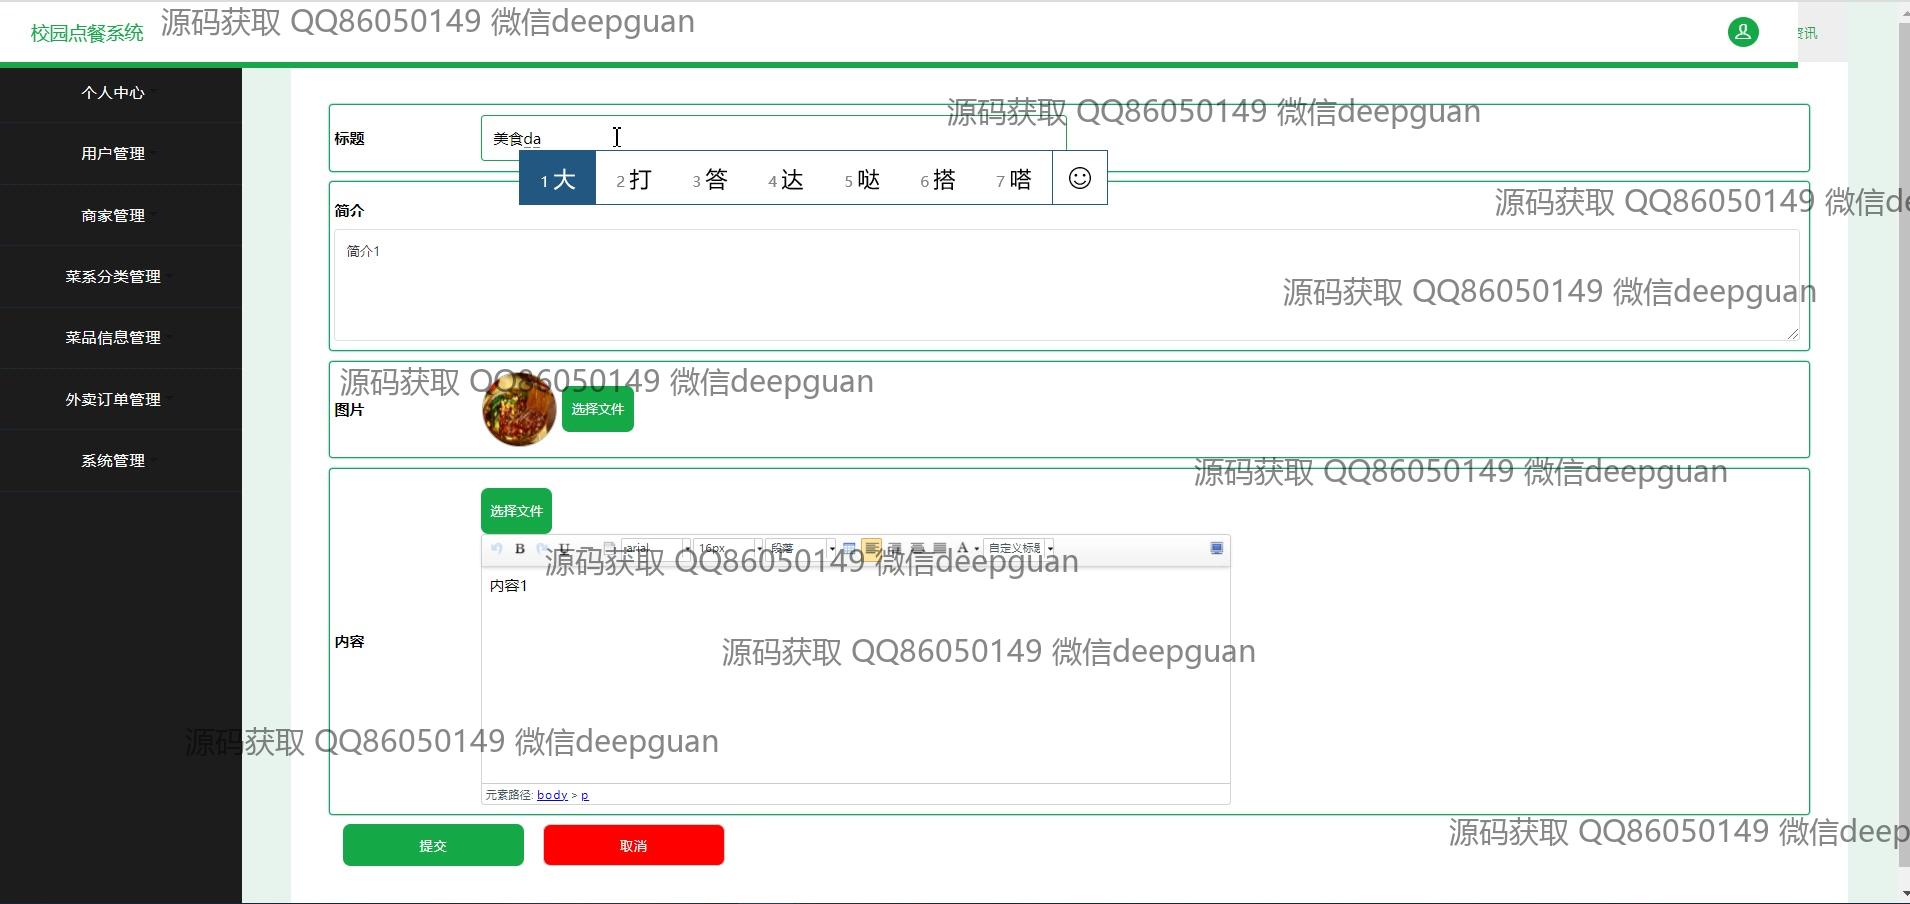 校园点餐系统
源码获取 QQ86050149 微信deepguan
资讯
个人中心
用户管理
商家管理
菜系分类管理
菜品信息管理
外卖订单管理
系统管理
源码获取 QQ86050149 微信deepguan
标题
美食da
1 大 2 打 3 答 4 达 5 哒 6 搭 7 嗒
源码获取 QQ86050149 微信de
简介
简介1
源码获取 QQ86050149 微信deepguan
源码获取 QQ86050149 微信deepguan
图片
选择文件
源码获取 QQ86050149 微信deepguan
选择文件
B U arial 16px 段落 A 自定义标题
源码获取 QQ86050149 微信deepguan
内容1
内容
源码获取 QQ86050149 微信deepguan
源码获取 QQ86050149 微信deepguan
元素路径: body > p
源码获取 QQ86050149 微信deep
提交
取消